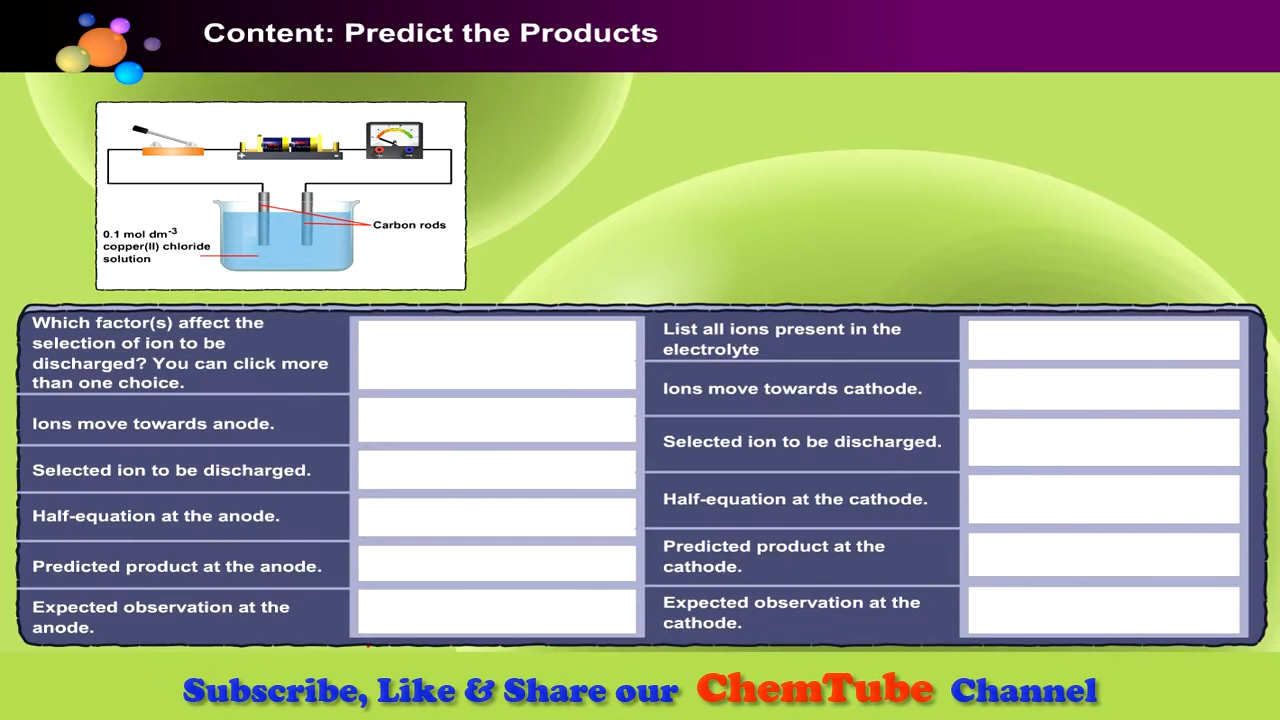 Content: Predict the Products
0.1 mol dm-3
copper(II) chloride
solution
Carbon rods
Which factor(s) affect the
selection of ion to be
discharged? You can click more
than one choice.
Ions move towards anode.
Selected ion to be discharged.
Half-equation at the anode.
Predicted product at the anode.
Expected observation at the
anode.
List all ions present in the
electrolyte
Ions move towards cathode.
Selected ion to be discharged.
Half-equation at the cathode.
Predicted product at the
cathode.
Expected observation at the
cathode.
Subscribe, Like & Share our ChemTube Channel